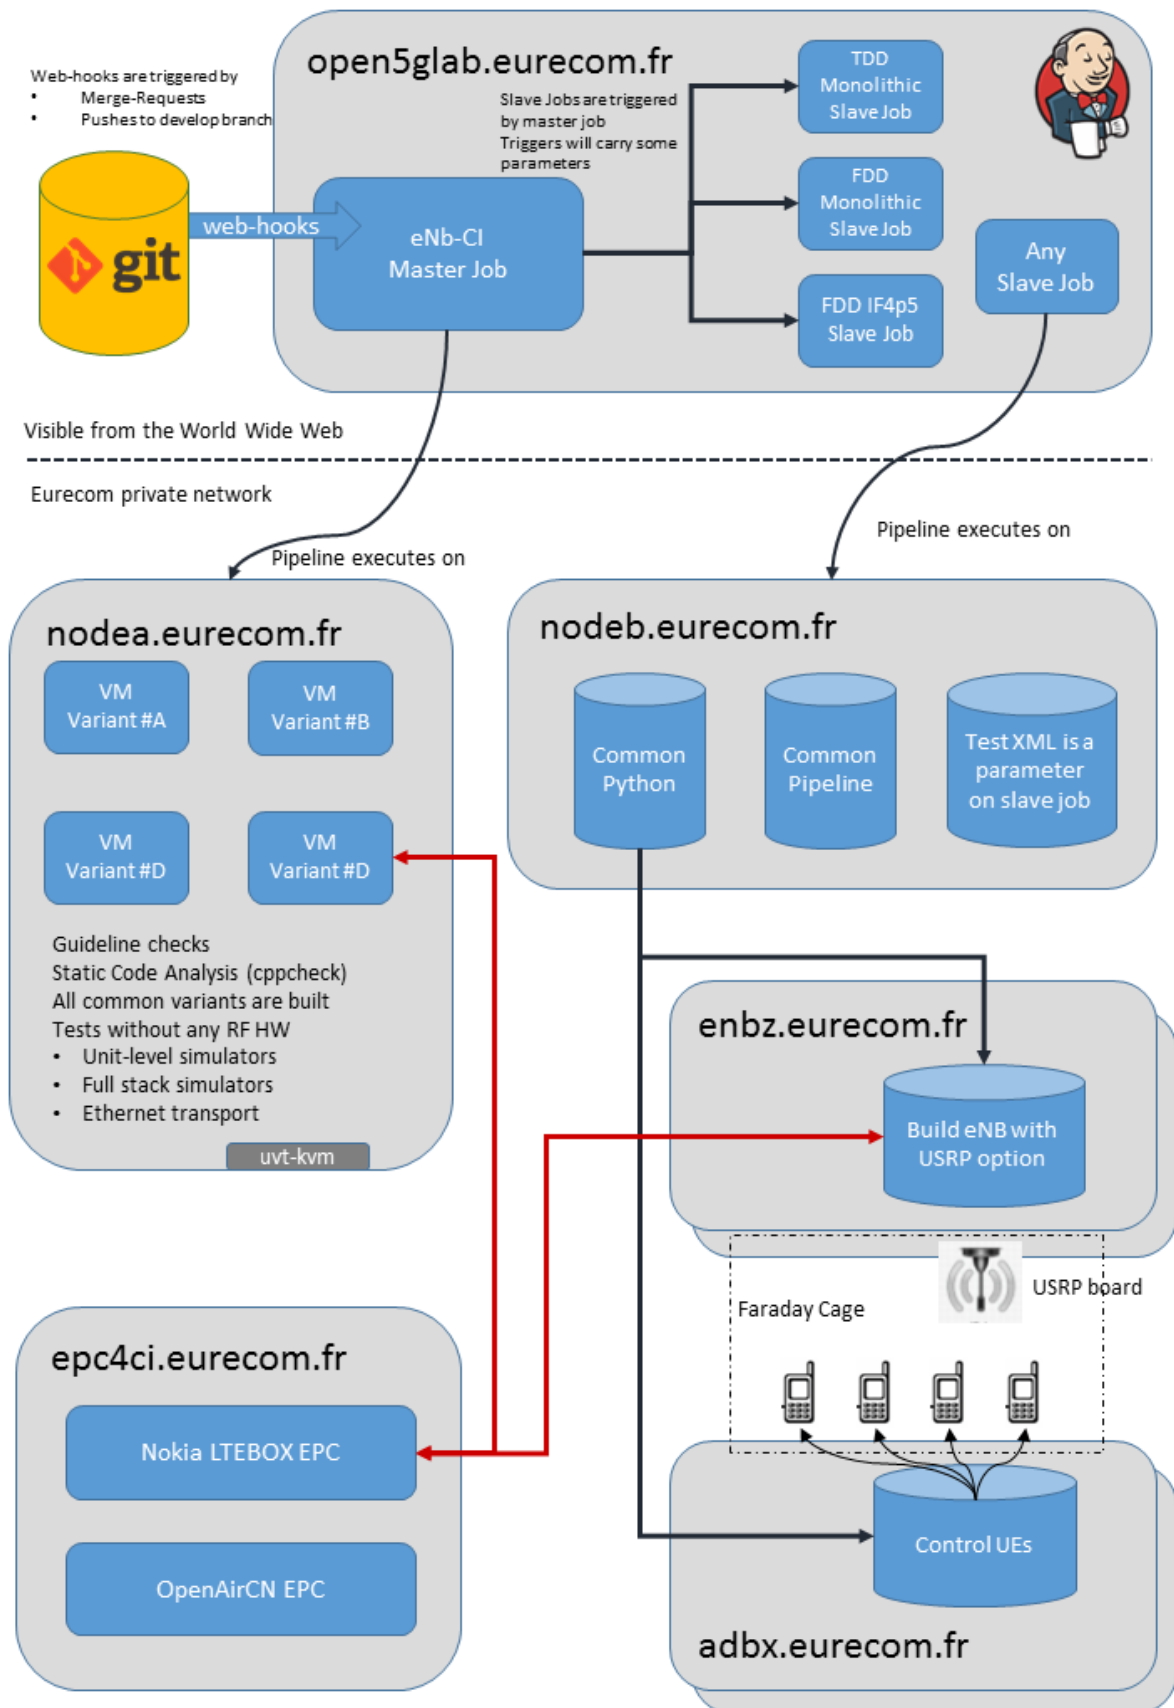 open5glab.eurecom.fr
Web-hooks are triggered by
• Merge-Requests
• Pushes to develop branch
git
web-hooks
eNb-CI
Master Job
Slave Jobs are triggered
by master job
Triggers will carry some
parameters
TDD
Monolithic
Slave Job
FDD
Monolithic
Slave Job
FDD IF4p5
Slave Job
Any
Slave Job
Visible from the World Wide Web
Eurecom private network
Pipeline executes on
Pipeline executes on
nodea.eurecom.fr
VM
Variant #A
VM
Variant #B
VM
Variant #D
VM
Variant #D
Guideline checks
Static Code Analysis (cppcheck)
All common variants are built
Tests without any RF HW
• Unit-level simulators
• Full stack simulators
• Ethernet transport
uvt-kvm
nodeb.eurecom.fr
Common
Python
Common
Pipeline
Test XML is a
parameter
on slave job
enbz.eurecom.fr
Build eNB with
USRP option
USRP board
Faraday Cage
epc4ci.eurecom.fr
Nokia LTEBOX EPC
OpenAirCN EPC
Control UEs
adbx.eurecom.fr